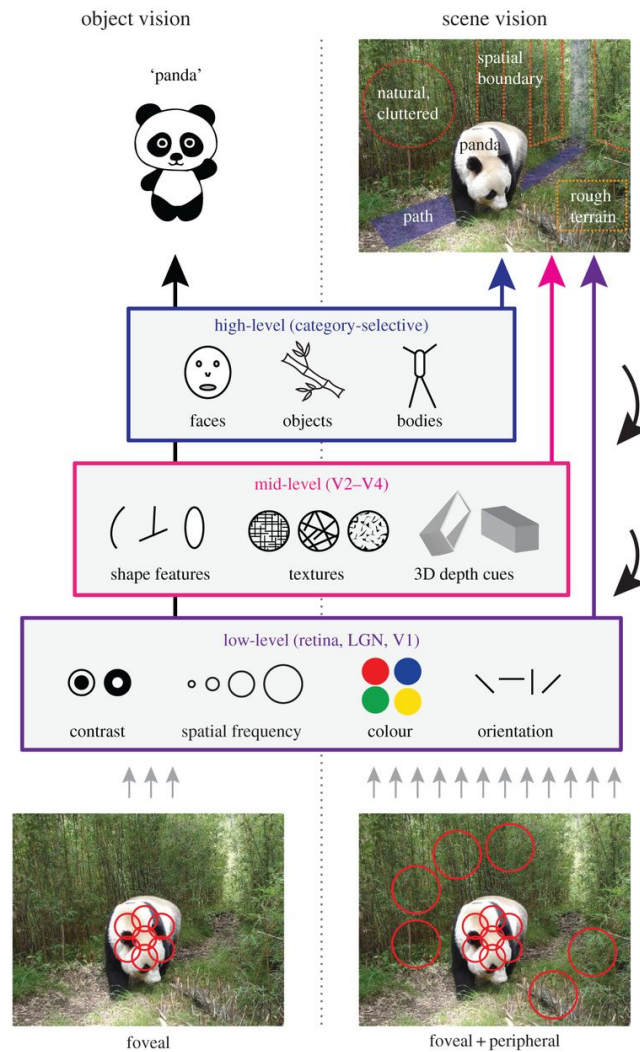 object vision
scene vision
'panda'
natural,
cluttered
spatial
boundary
panda
path
rough
terrain
high-level (category-selective)
faces
objects
bodies
mid-level (V2–V4)
shape features
textures
3D depth cues
low-level (retina, LGN, V1)
contrast
spatial frequency
colour
orientation
foveal
foveal + peripheral